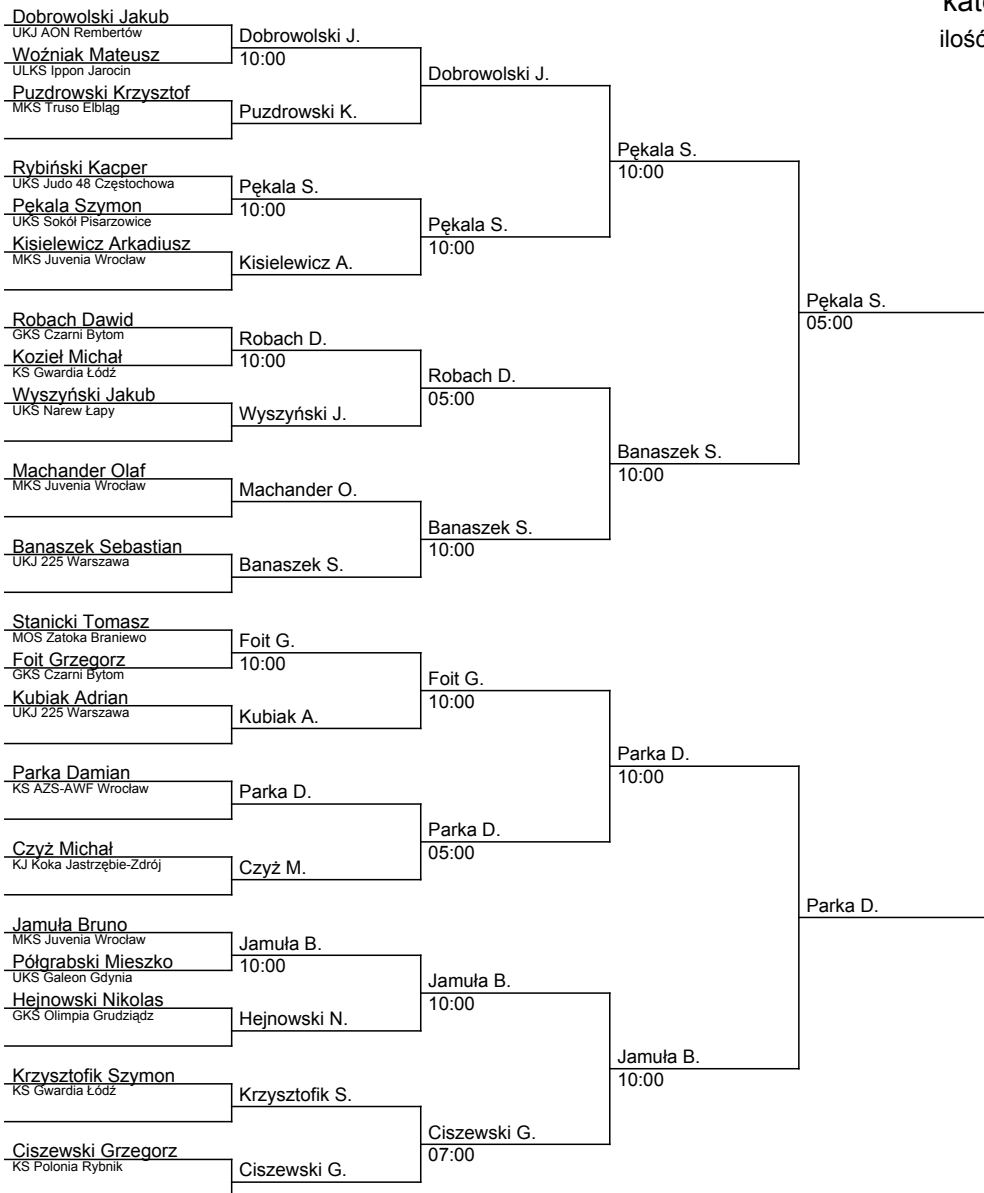 kat
ilość
Dobrowolski Jakub
UKJ AON Rembertów
Woźniak Mateusz
ULKS Ippon Jarocin
Puzdrowski Krzysztof
MKS Truso Elbląg
Rybiński Kacper
UKS Judo 48 Częstochowa
Pękala Szymon
UKS Sokół Pisarzowice
Kisielewicz Arkadiusz
MKS Juvenia Wrocław
Robach Dawid
GKS Czarni Bytom
Kozieł Michał
KS Gwardia Łódź
Wyszyński Jakub
UKS Narew Łapy
Machander Olaf
MKS Juvenia Wrocław
Banaszek Sebastian
UKJ 225 Warszawa
Stanicki Tomasz
MOS Zatoka Braniewo
Foit Grzegorz
GKS Czarni Bytom
Kubiak Adrian
UKJ 225 Warszawa
Parka Damian
KS AZS-AWF Wrocław
Czyż Michał
KJ Koka Jastrzębie-Zdrój
Jamuła Bruno
MKS Juvenia Wrocław
Półgrabski Mieszko
UKS Galeon Gdynia
Hejnowski Nikolas
GKS Olimpia Grudziądz
Krzysztofik Szymon
KS Gwardia Łódź
Ciszewski Grzegorz
KS Polonia Rybnik
Dobrowolski J.
10:00
Puzdrowski K.
Pękala S.
10:00
Kisielewicz A.
Robach D.
10:00
Wyszyński J.
Machander O.
Banaszek S.
Foit G.
10:00
Kubiak A.
Parka D.
Czyż M.
Jamuła B.
10:00
Hejnowski N.
Krzysztofik S.
Ciszewski G.
Dobrowolski J.
Pękala S.
10:00
Robach D.
05:00
Banaszek S.
10:00
Foit G.
10:00
Parka D.
05:00
Jamuła B.
10:00
Ciszewski G.
07:00
Pękala S.
10:00
Banaszek S.
10:00
Parka D.
10:00
Jamuła B.
10:00
Pękala S.
05:00
Parka D.